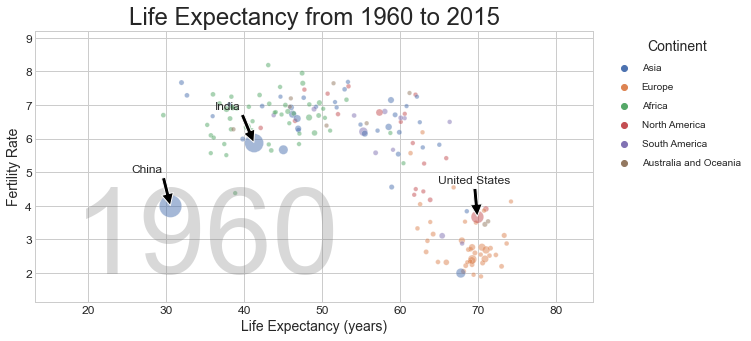 Life Expectancy from 1960 to 2015
9
8
7
6
5
4
3
2
Fertility Rate
India
China
United States
1960
20
30
40
50
60
70
80
Life Expectancy (years)
Continent
Asia
Europe
Africa
North America
South America
Australia and Oceania